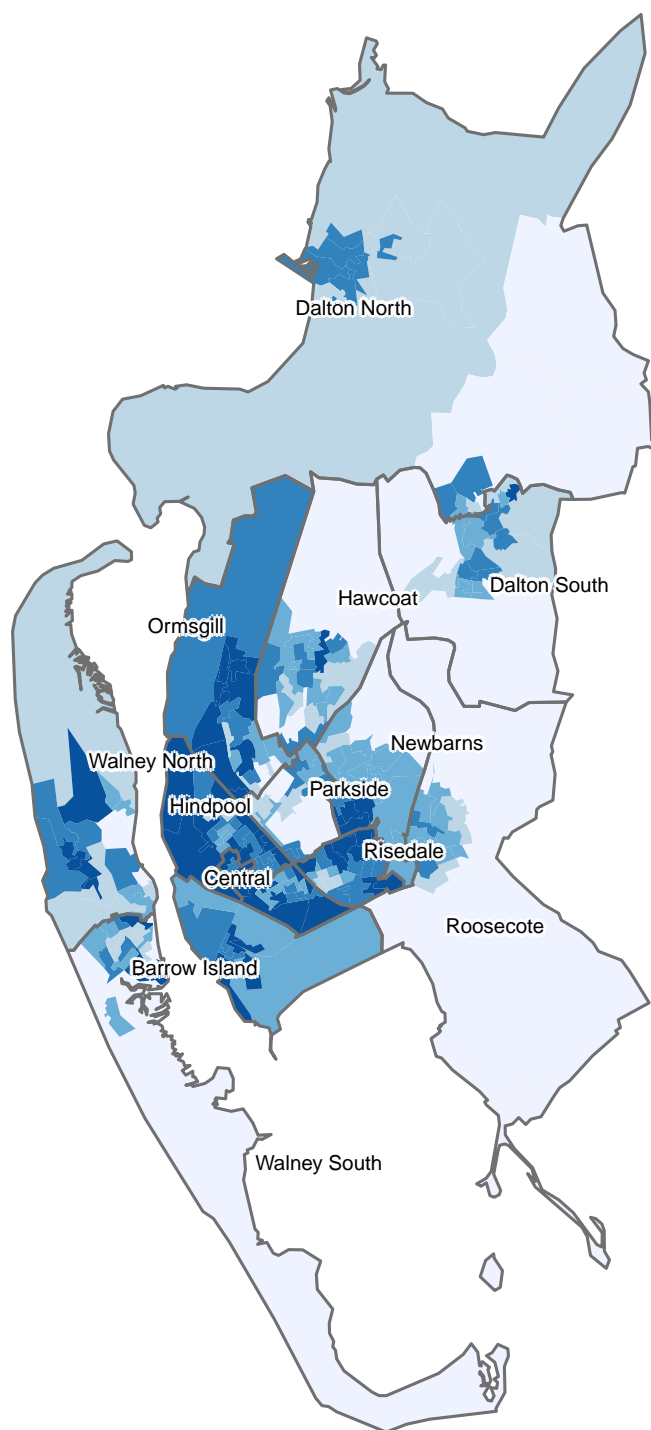 Dalton North
Dalton South
Hawcoat
Ormsgill
Newbarns
Walney North
Parkside
Hindpool
Risedale
Central
Roosecote
Barrow Island
Walney South